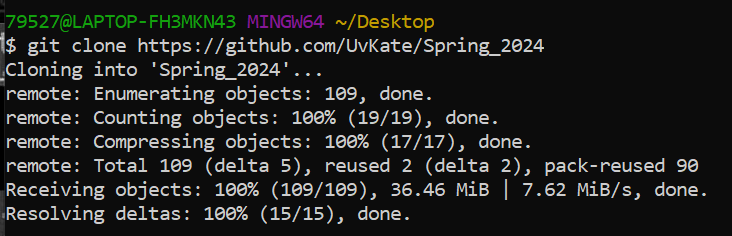 79527@LAPTOP-FH3MKN43 MINGW64 ~/Desktop
$ git clone https://github.com/UvKate/Spring_2024
Cloning into 'Spring_2024'...
remote: Enumerating objects: 109, done.
remote: Counting objects: 100% (19/19), done.
remote: Compressing objects: 100% (17/17), done.
remote: Total 109 (delta 5), reused 2 (delta 2), pack-reused 90
Receiving objects: 100% (109/109), 36.46 MiB | 7.62 MiB/s, done.
Resolving deltas: 100% (15/15), done.